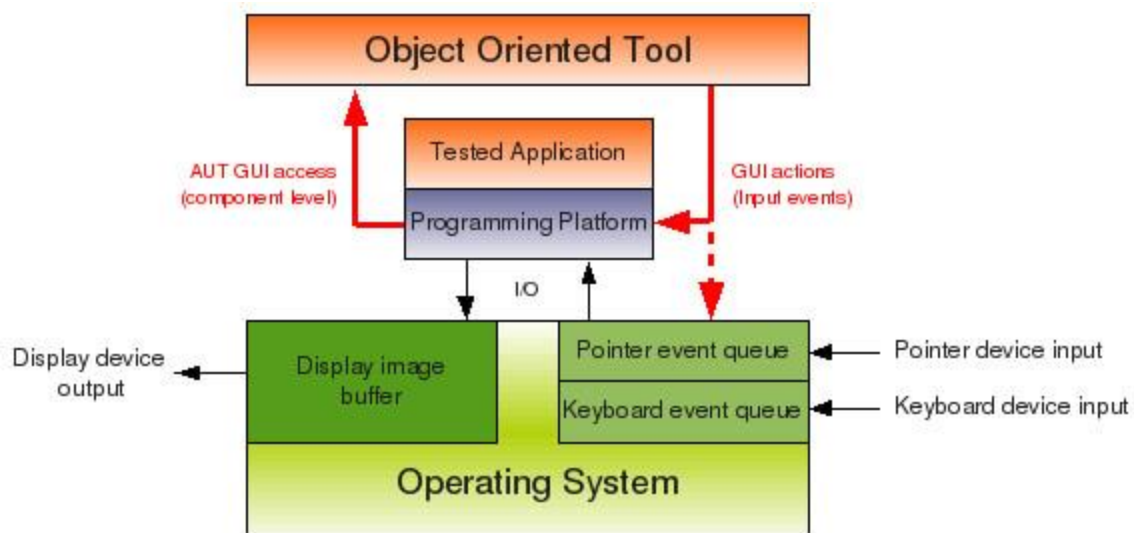 Object Oriented Tool
Tested Application
AUT GUI access
(component level)
GUI actions
(Input events)
Programming Platform
I/O
Display device
output
Display image
buffer
Pointer event queue
Pointer device input
Keyboard event queue
Keyboard device input
Operating System